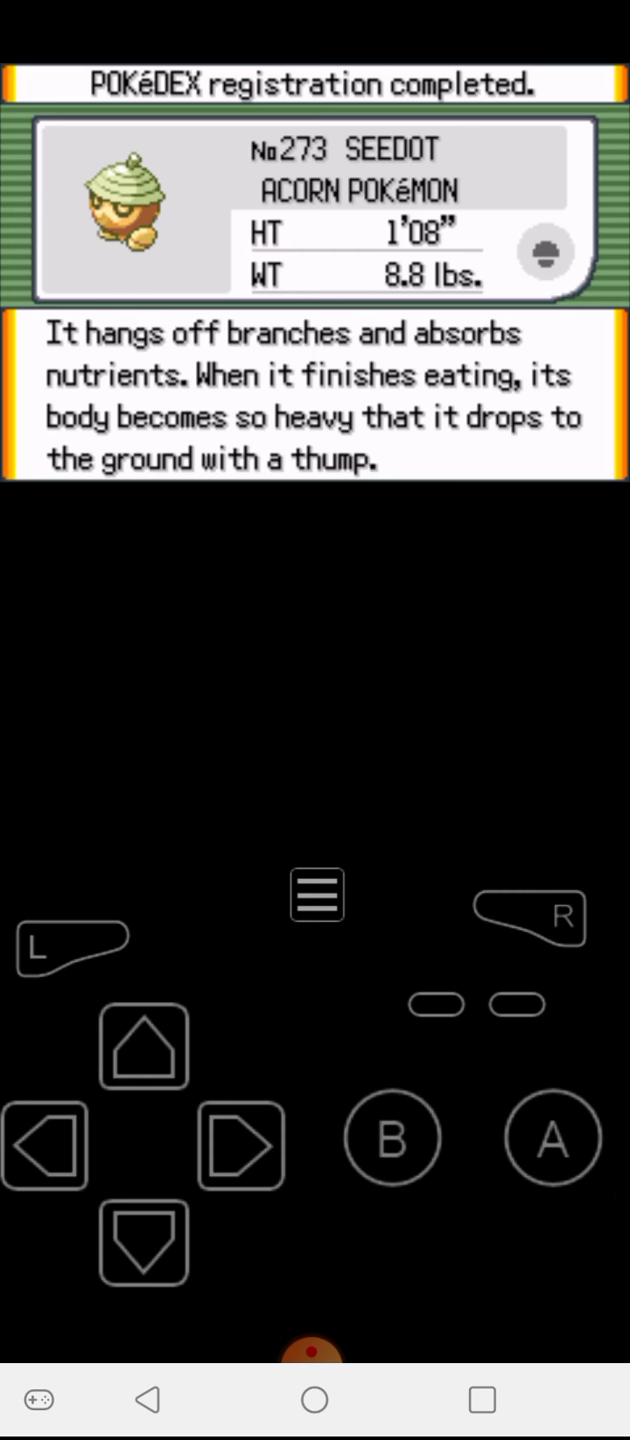 POKéDEX registration completed.
No273 SEEDOT
ACORN POKéMON
HT 1'08"
WT 8.8 lbs.
It hangs off branches and absorbs
nutrients. When it finishes eating, its
body becomes so heavy that it drops to
the ground with a thump.
L
R
B
A